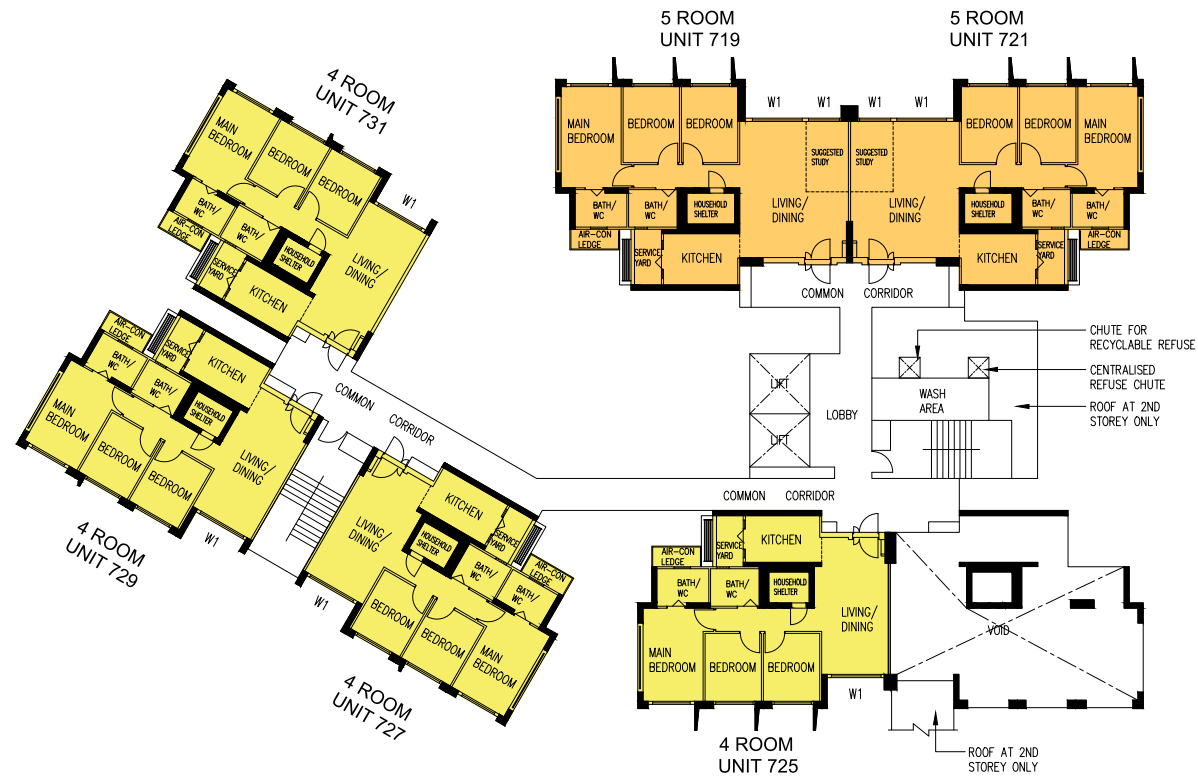 5 ROOM
UNIT 719
5 ROOM
UNIT 721
4 ROOM
UNIT 731
W1
W1
W1
W1
MAIN
BEDROOM
BEDROOM
BEDROOM
SUGGESTED
STUDY
SUGGESTED
STUDY
BEDROOM
BEDROOM
MAIN
BEDROOM
BATH/
WC
BATH/
WC
HOUSEHOLD
SHELTER
LIVING/
DINING
LIVING/
DINING
HOUSEHOLD
SHELTER
BATH/
WC
BATH/
WC
AIR-CON
LEDGE
SERVICE
YARD
KITCHEN
KITCHEN
SERVICE
YARD
AIR-CON
LEDGE
COMMON
CORRIDOR
MAIN
BEDROOM
BEDROOM
BEDROOM
W1
BATH/
WC
BATH/
WC
AIR-CON
LEDGE
HOUSEHOLD
SHELTER
LIVING/
DINING
SERVICE
YARD
KITCHEN
CHUTE FOR
RECYCLABLE REFUSE
CENTRALISED
REFUSE CHUTE
ROOF AT 2ND
STOREY ONLY
LIFT
LIFT
LOBBY
WASH
AREA
AIR-CON
LEDGE
BATH/
WC
BATH/
WC
SERVICE
YARD
KITCHEN
HOUSEHOLD
SHELTER
MAIN
BEDROOM
BEDROOM
BEDROOM
LIVING/
DINING
W1
4 ROOM
UNIT 729
COMMON
CORRIDOR
KITCHEN
SERVICE
YARD
LIVING/
DINING
HOUSEHOLD
SHELTER
BATH/
WC
BATH/
WC
AIR-CON
LEDGE
BEDROOM
BEDROOM
MAIN
BEDROOM
W1
4 ROOM
UNIT 727
COMMON
CORRIDOR
AIR-CON
LEDGE
SERVICE
YARD
KITCHEN
BATH/
WC
BATH/
WC
HOUSEHOLD
SHELTER
LIVING/
DINING
MAIN
BEDROOM
BEDROOM
BEDROOM
W1
4 ROOM
UNIT 725
VOID
ROOF AT 2ND
STOREY ONLY